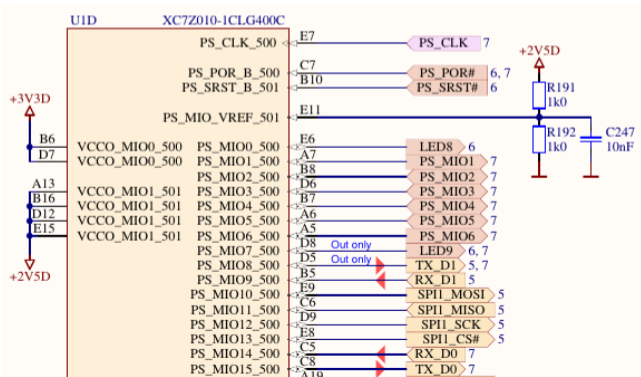 U1D XC7Z010-1CLG400C
PS_CLK_500 E7 PS_CLK 7
+2V5D
PS_POR_B_500 C7 PS_POR# 6, 7
PS_SRST_B_501 B10 PS_SRST# 6
R191
1k0
+3V3D
PS_MIO_VREF_501 E11
R192
1k0
C247
10nF
B6 VCCO_MIO0_500 PS_MIO0_500 E6 LED8 6
D7 VCCO_MIO0_500 PS_MIO1_500 A7 PS_MIO1 7
PS_MIO2_500 B8 PS_MIO2 7
A13 VCCO_MIO1_501 PS_MIO3_500 D6 PS_MIO3 7
B16 VCCO_MIO1_501 PS_MIO4_500 B7 PS_MIO4 7
D12 VCCO_MIO1_501 PS_MIO5_500 A6 PS_MIO5 7
E15 VCCO_MIO1_501 PS_MIO6_500 A5 PS_MIO6 7
PS_MIO7_500 D8 Out only LED9 6, 7
+2V5D
PS_MIO8_500 D5 Out only TX_D1 5, 7
PS_MIO9_500 B5 RX_D1 5
PS_MIO10_500 E9 SPI1_MOSI 5
PS_MIO11_500 C6 SPI1_MISO 5
PS_MIO12_500 D9 SPI1_SCK 5
PS_MIO13_500 E8 SPI1_CS# 5
PS_MIO14_500 C5 RX_D0 7
PS_MIO15_500 C8 TX_D0 7
A19